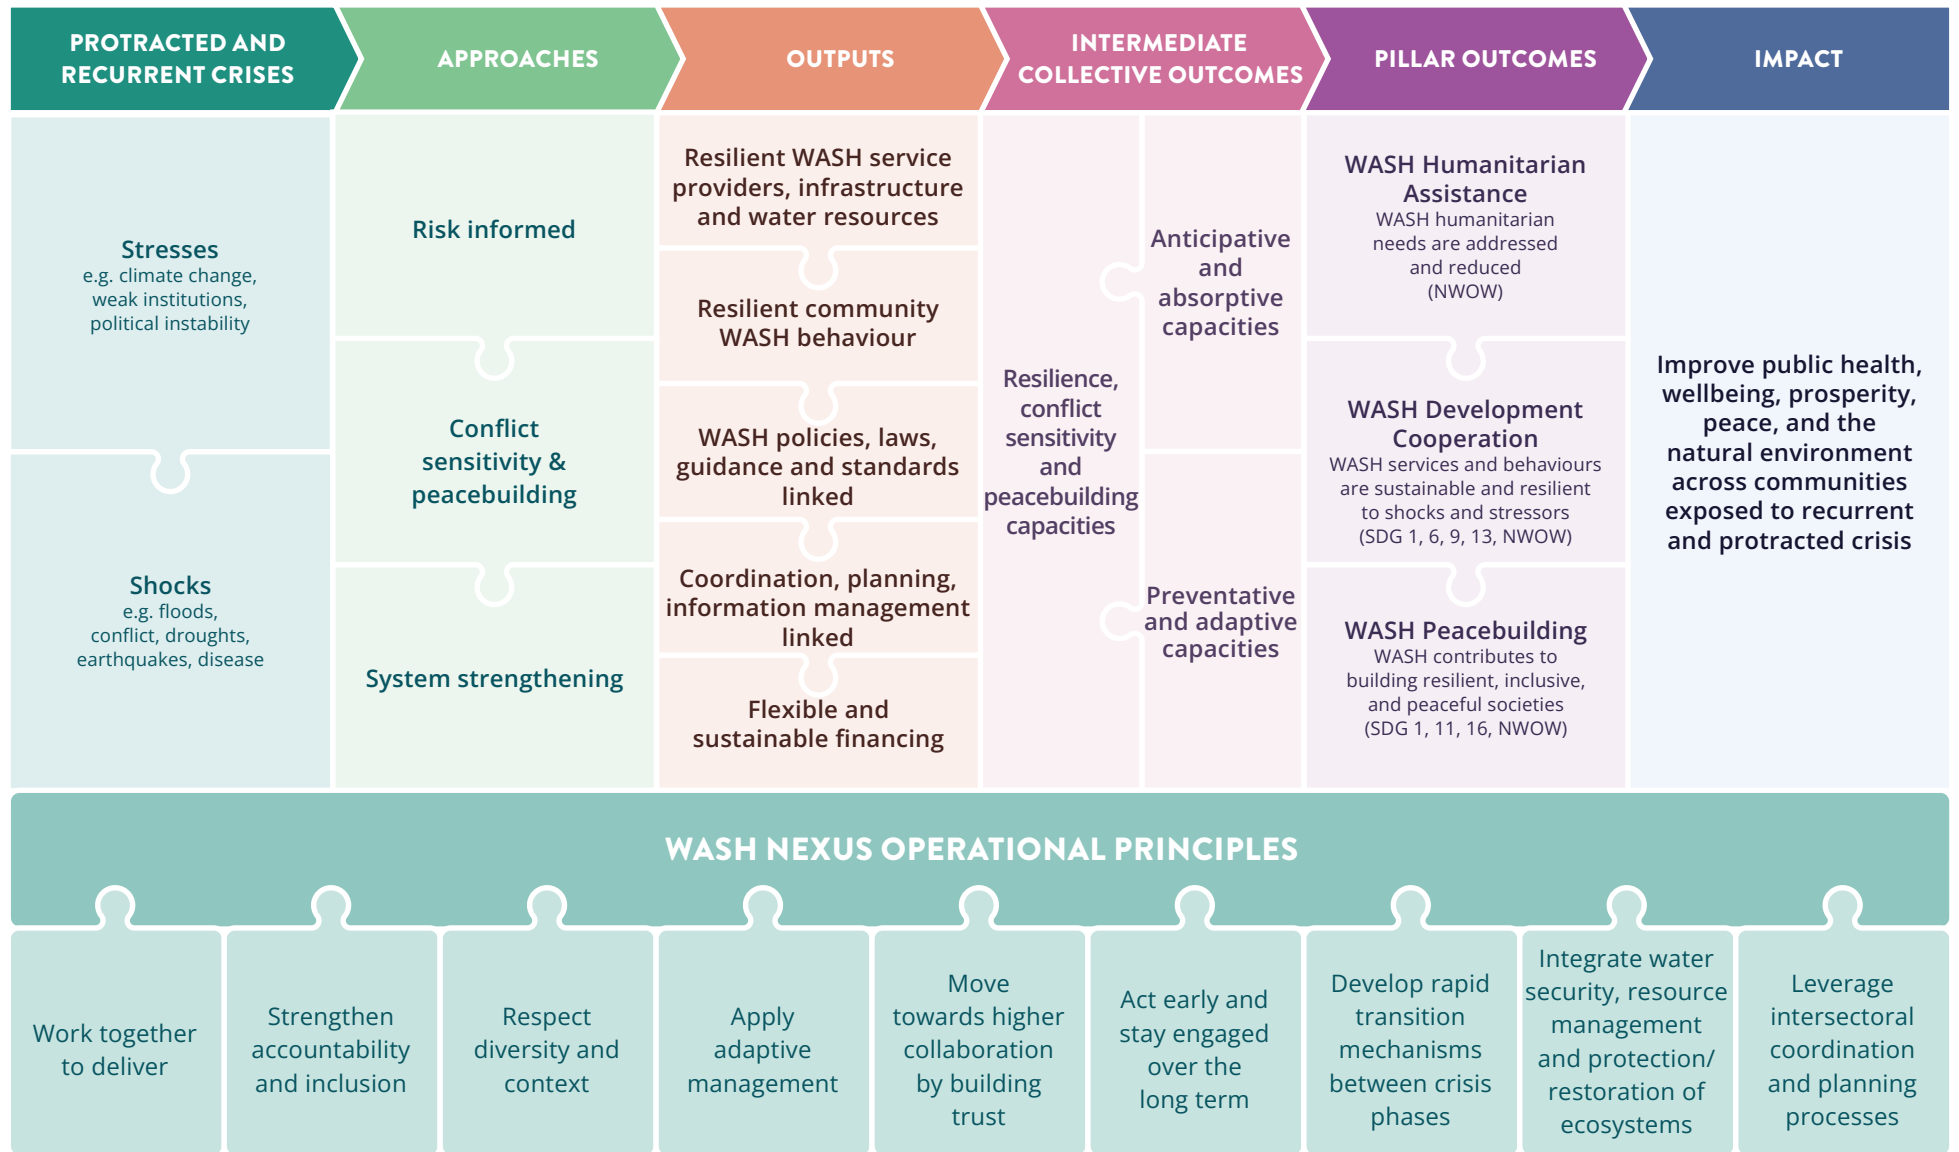 PROTRACTED AND
RECURRENT CRISES
APPROACHES
OUTPUTS
INTERMEDIATE
COLLECTIVE OUTCOMES
PILLAR OUTCOMES
IMPACT
Stresses
e.g. climate change,
weak institutions,
political instability
Shocks
e.g. floods,
conflict, droughts,
earthquakes, disease
Risk informed
Conflict
sensitivity &
peacebuilding
System strengthening
Resilient WASH service
providers, infrastructure
and water resources
Resilient community
WASH behaviour
WASH policies, laws,
guidance and standards
linked
Coordination, planning,
information management
linked
Flexible and
sustainable financing
Resilience,
conflict
sensitivity
and
peacebuilding
capacities
Anticipative
and
absorptive
capacities
Preventative
and adaptive
capacities
WASH Humanitarian
Assistance
WASH humanitarian
needs are addressed
and reduced
(NWOW)
WASH Development
Cooperation
WASH services and behaviours
are sustainable and resilient
to shocks and stressors
(SDG 1, 6, 9, 13, NWOW)
WASH Peacebuilding
WASH contributes to
building resilient, inclusive,
and peaceful societies
(SDG 1, 11, 16, NWOW)
Improve public health,
wellbeing, prosperity,
peace, and the
natural environment
across communities
exposed to recurrent
and protracted crisis
WASH NEXUS OPERATIONAL PRINCIPLES
Work together
to deliver
Strengthen
accountability
and inclusion
Respect
diversity and
context
Apply
adaptive
management
Move
towards higher
collaboration
by building
trust
Act early and
stay engaged
over the
long term
Develop rapid
transition
mechanisms
between crisis
phases
Integrate water
security, resource
management
and protection/
restoration of
ecosystems
Leverage
intersectoral
coordination
and planning
processes